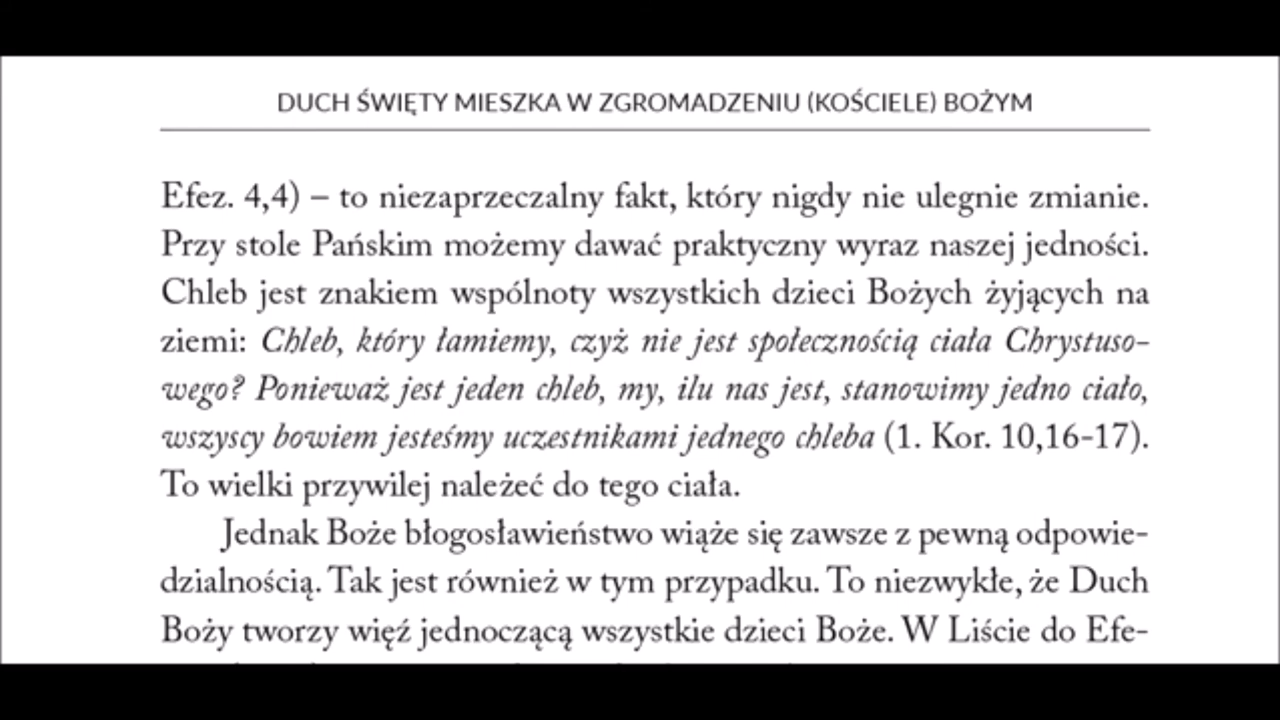 DUCH ŚWIĘTY MIESZKA W ZGROMADZENIU (KOŚCIELE) BOŻYM
Efez. 4,4) – to niezaprzeczalny fakt, który nigdy nie ulegnie zmianie.
Przy stole Pańskim możemy dawać praktyczny wyraz naszej jedności.
Chleb jest znakiem wspólnoty wszystkich dzieci Bożych żyjących na
ziemi: Chleb, który łamiemy, czyż nie jest społecznością ciała Chrystuso-
wego? Ponieważ jest jeden chleb, my, ilu nas jest, stanowimy jedno ciało,
wszyscy bowiem jesteśmy uczestnikami jednego chleba (1. Kor. 10,16-17).
To wielki przywilej należeć do tego ciała.
Jednak Boże błogosławieństwo wiąże się zawsze z pewną odpowie-
dzialnością. Tak jest również w tym przypadku. To niezwykłe, że Duch
Boży tworzy więź jednoczącą wszystkie dzieci Boże. W Liście do Efe-